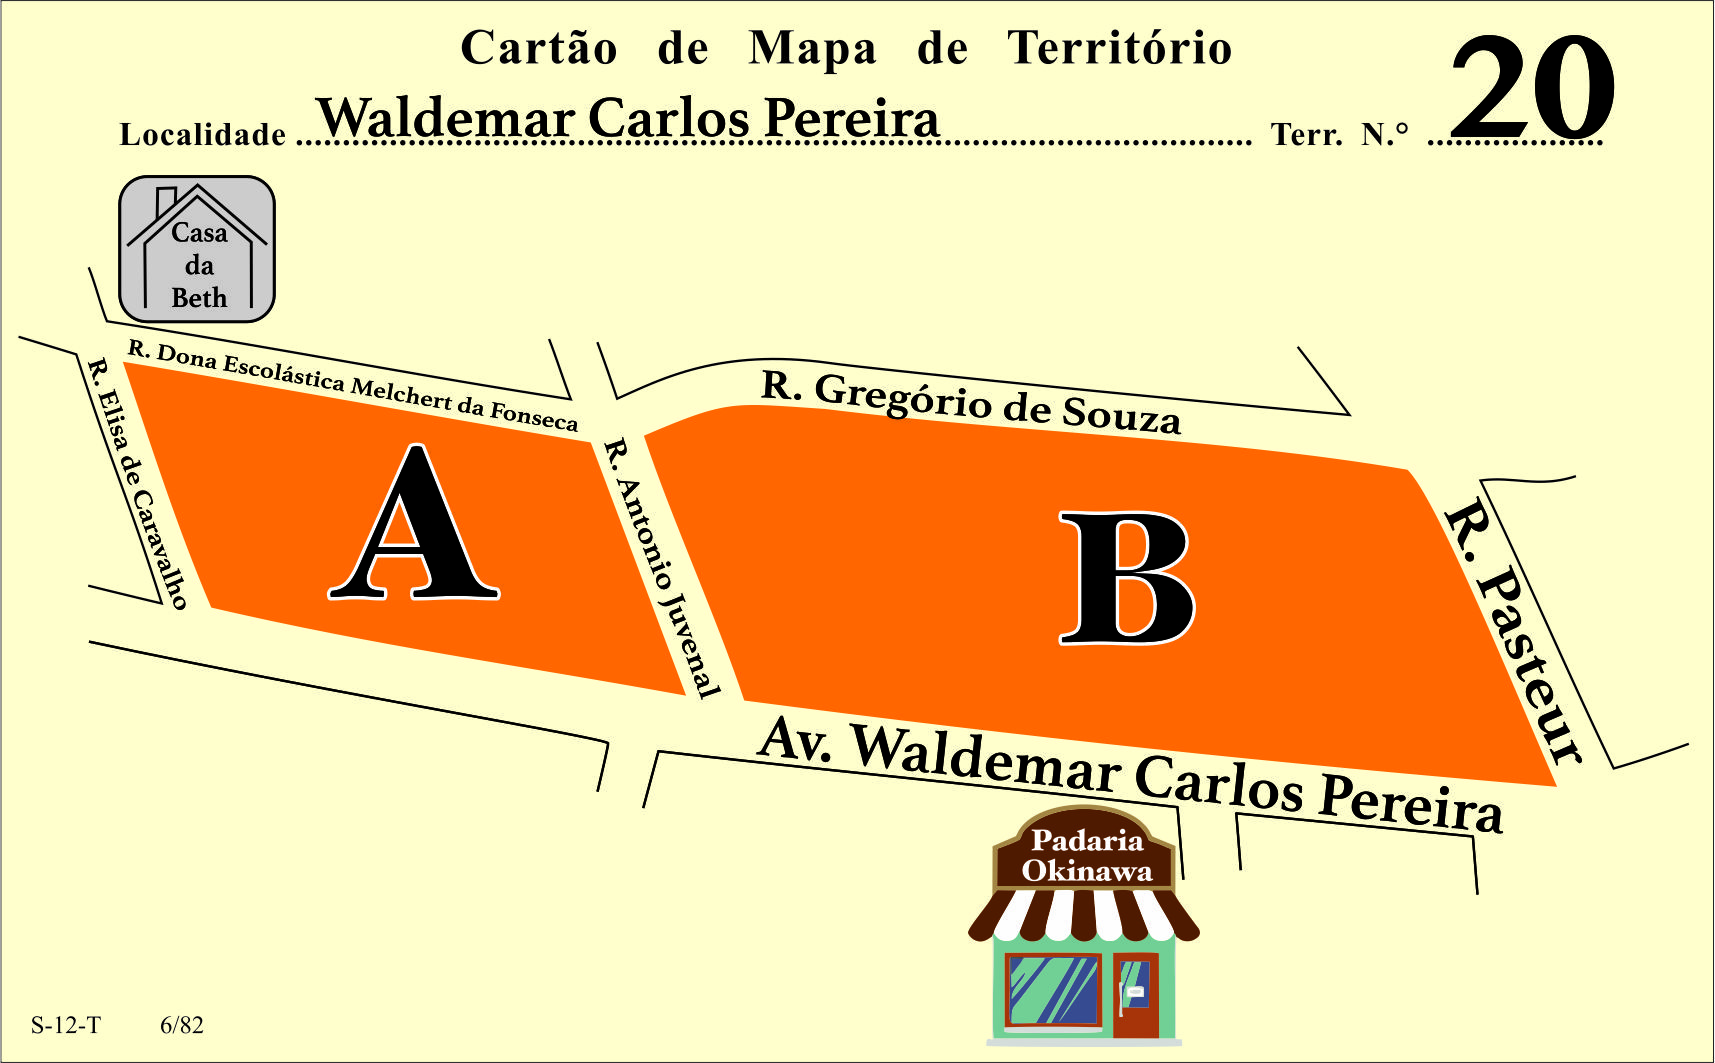 Cartão de Mapa de Território
Localidade Waldemar Carlos Pereira Terr. N.° 20
Casa
da
Beth
R. Dona Escolástica Melchert da Fonseca
R. Gregório de Souza
R. Elisa de Caravalho
A
R. Antonio Juvenal
B
R. Pasteur
Av. Waldemar Carlos Pereira
Padaria
Okinawa
S-12-T 6/82